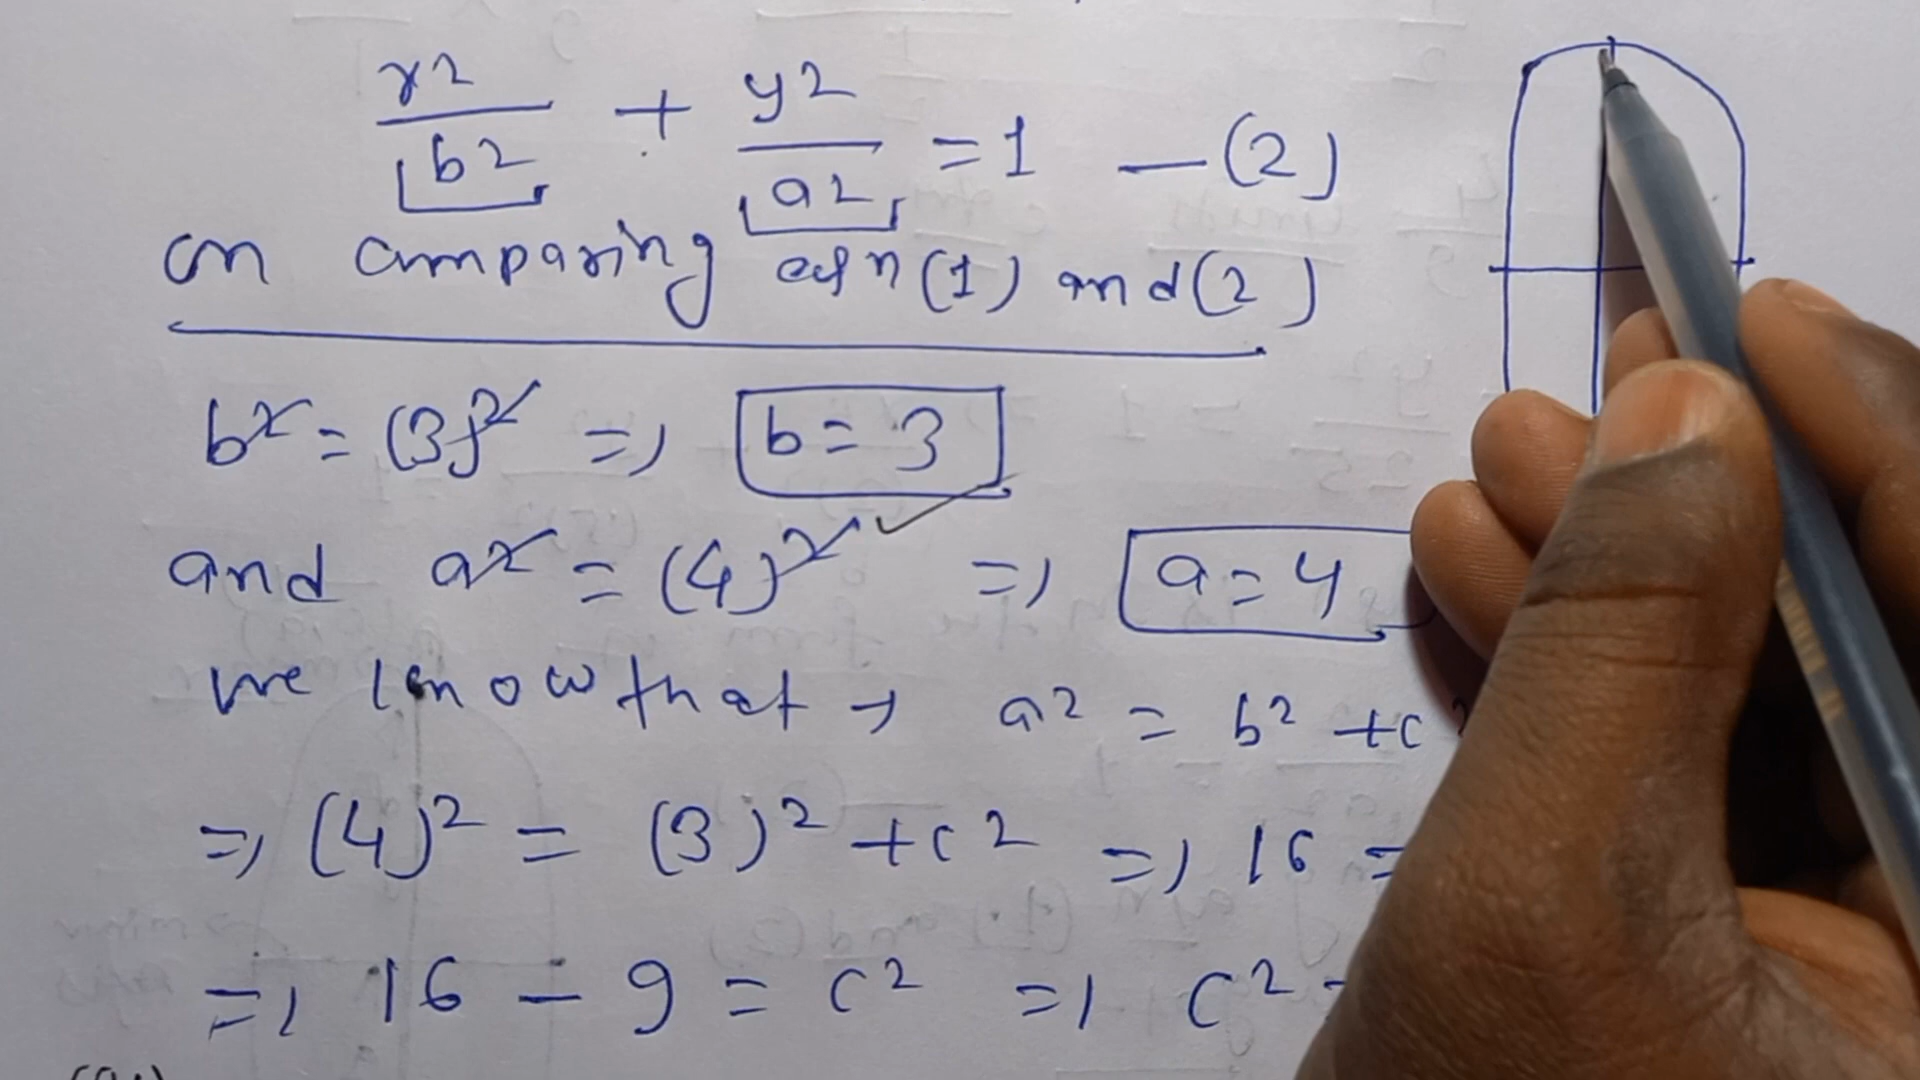 x2/b2 + y2/a2 = 1 — (2)
on comparing eqn (1) and (2)
b2 = (3)2 => b = 3
and a2 = (4)2 => a = 4
we know that → a2 = b2 + c
=> (4)2 = (3)2 + c2 => 16 =
=> 16 - 9 = c2 => c2